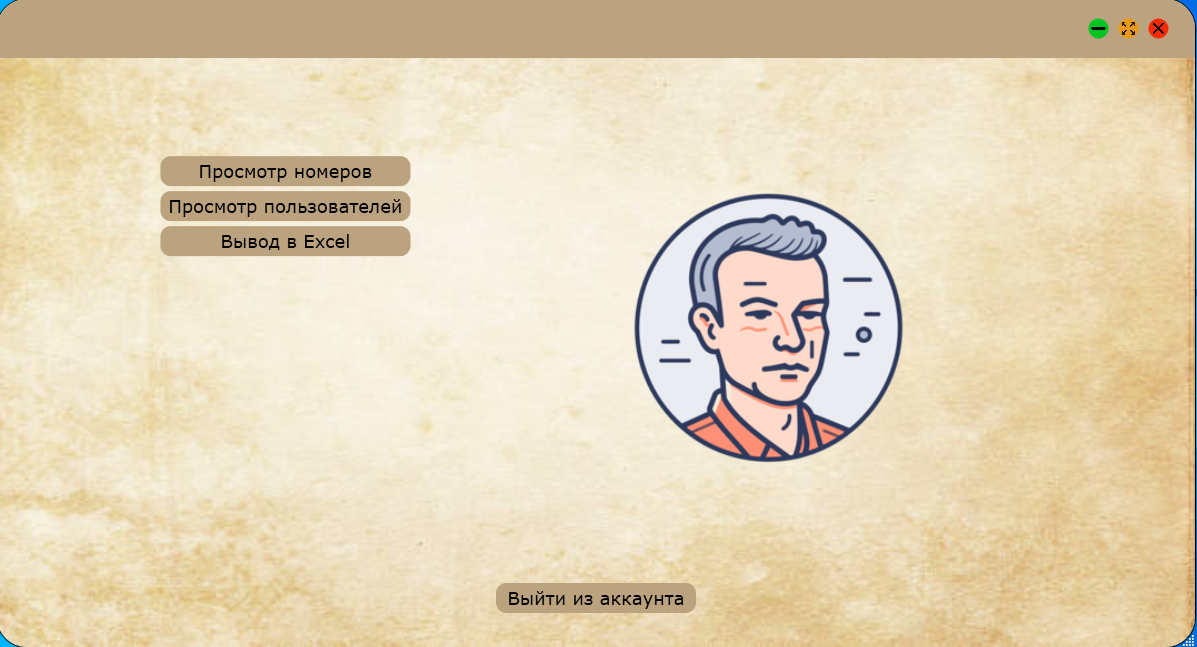 Просмотр номеров
Просмотр пользователей
Вывод в Excel
Выйти из аккаунта